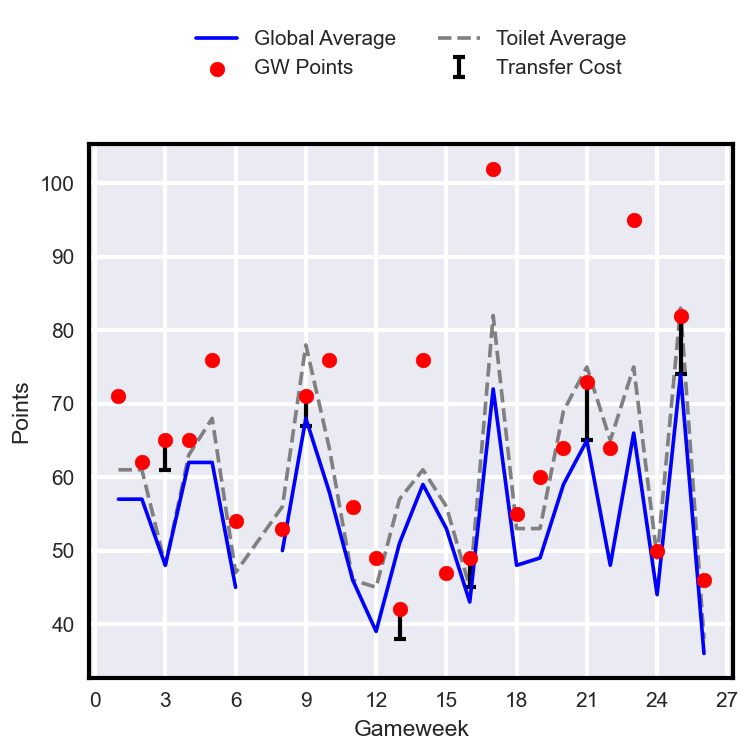 Global Average
Toilet Average
GW Points
Transfer Cost
100
90
80
70
60
50
40
Points
0 3 6 9 12 15 18 21 24 27
Gameweek